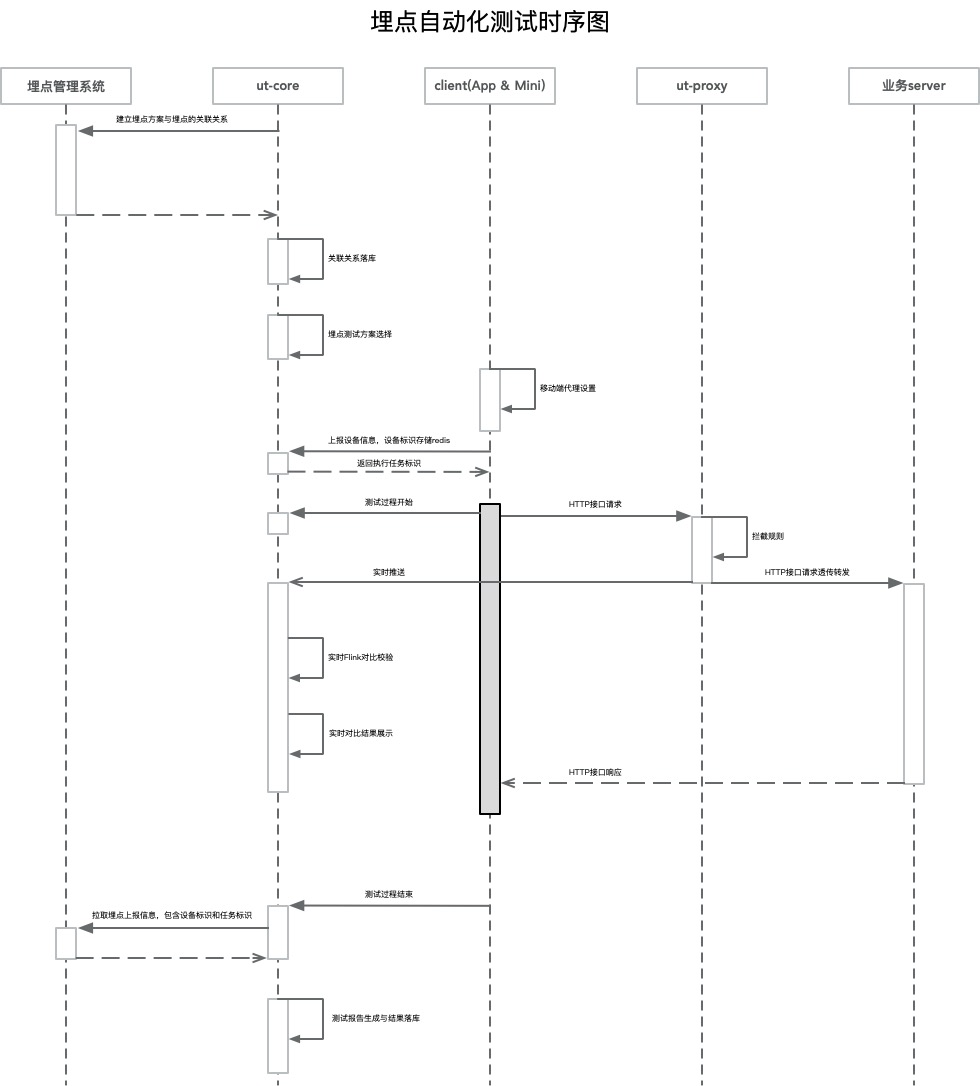 埋点自动化测试时序图
埋点管理系统
ut-core
client(App & Mini)
ut-proxy
业务server
建立埋点方案与埋点的关联关系
关联关系落库
埋点测试方案选择
移动端代理设置
上报设备信息，设备标识存储redis
返回执行任务标识
测试过程开始
HTTP接口请求
拦截规则
实时推送
HTTP接口请求透传转发
实时Flink对比校验
实时对比结果展示
HTTP接口响应
测试过程结束
拉取埋点上报信息，包含设备标识和任务标识
测试报告生成与结果落库